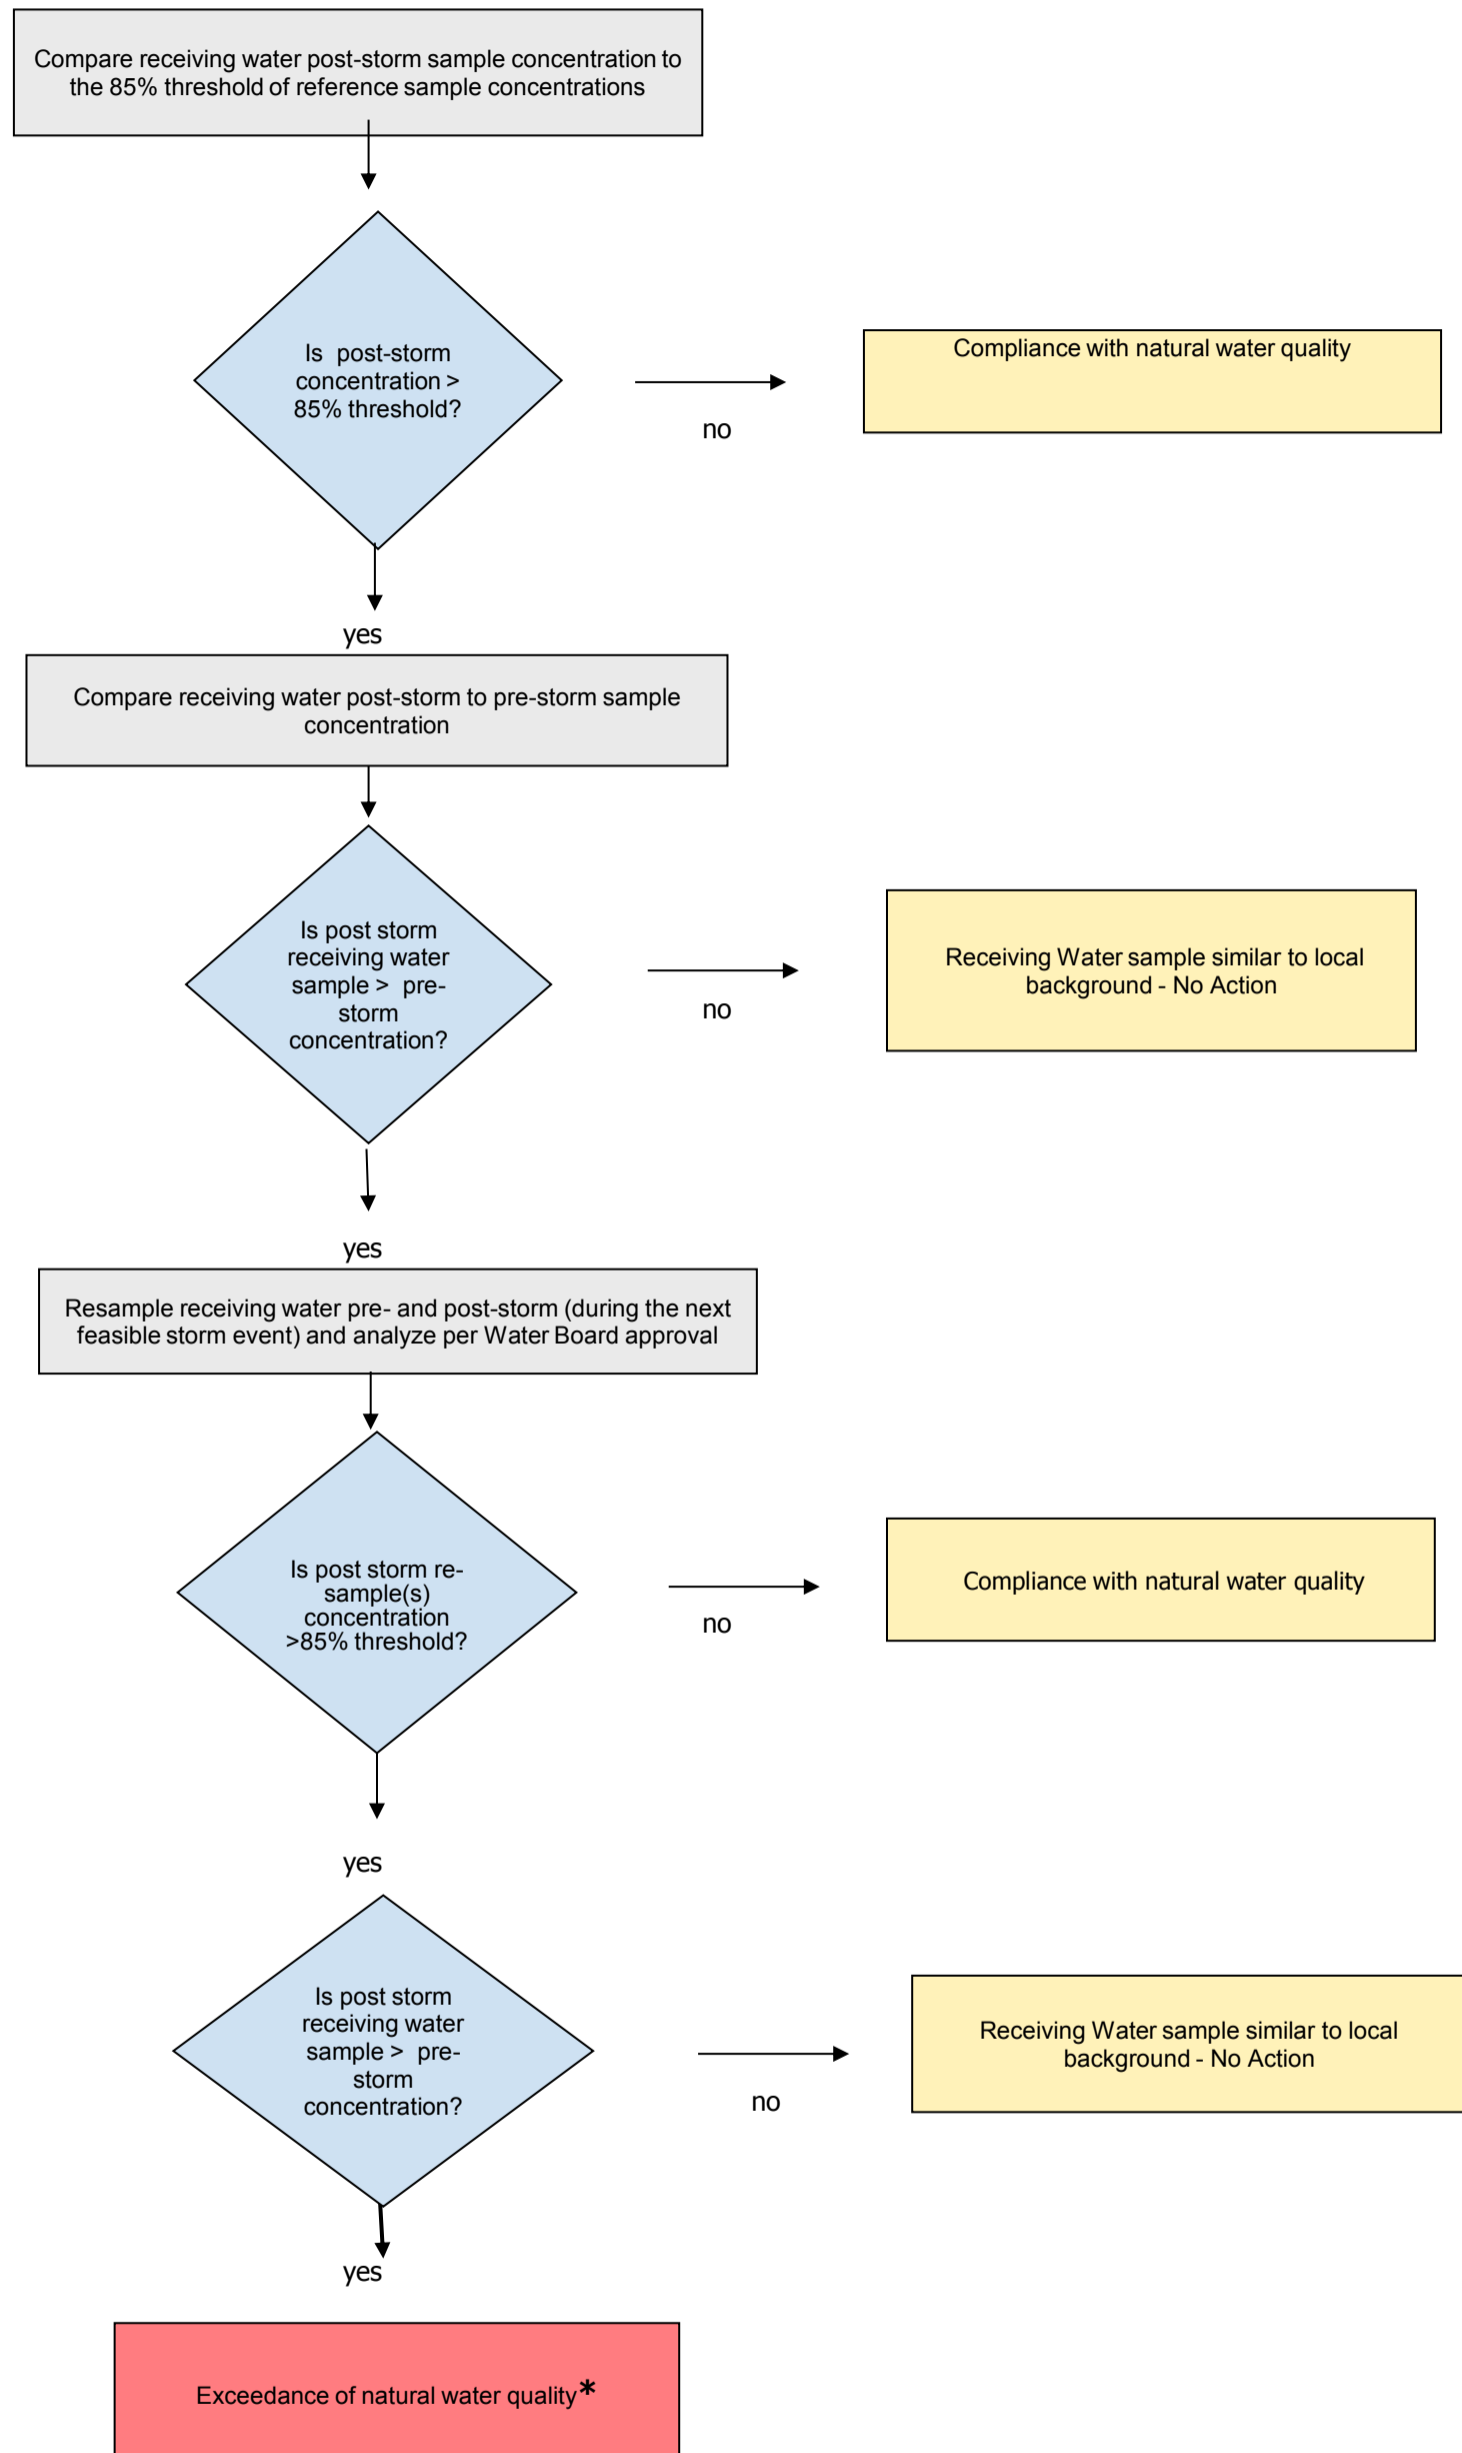 Compare receiving water post-storm sample concentration to
the 85% threshold of reference sample concentrations
Is post-storm
concentration >
85% threshold?
no
Compliance with natural water quality
yes
Compare receiving water post-storm to pre-storm sample
concentration
Is post storm
receiving water
sample > pre-
storm
concentration?
no
Receiving Water sample similar to local
background - No Action
yes
Resample receiving water pre- and post-storm (during the next
feasible storm event) and analyze per Water Board approval
Is post storm re-
sample(s)
concentration
>85% threshold?
no
Compliance with natural water quality
yes
Is post storm
receiving water
sample > pre-
storm
concentration?
no
Receiving Water sample similar to local
background - No Action
yes
Exceedance of natural water quality*